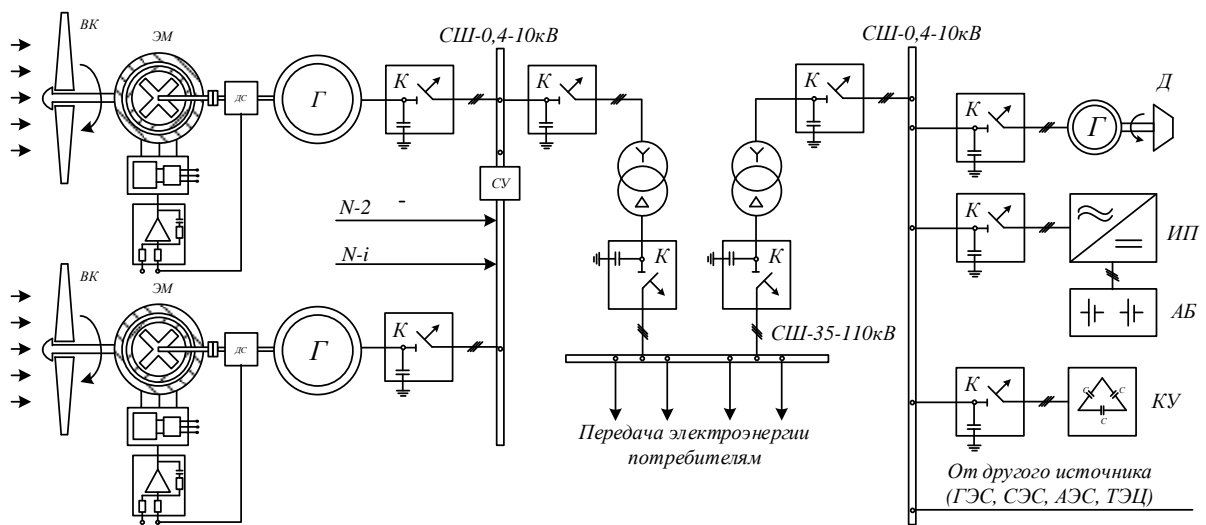 ВК
ЭМ
ДС
Г
К
СШ-0,4-10кВ
К
К
СШ-0,4-10кВ
К
Г
Д
СУ
N-2 -
N-i
К
ИП
АБ
К
К
СШ-35-110кВ
ВК
ЭМ
ДС
Г
К
Передача электроэнергии
потребителям
К
C
C
C
КУ
От другого источника
(ГЭС, СЭС, АЭС, ТЭЦ)